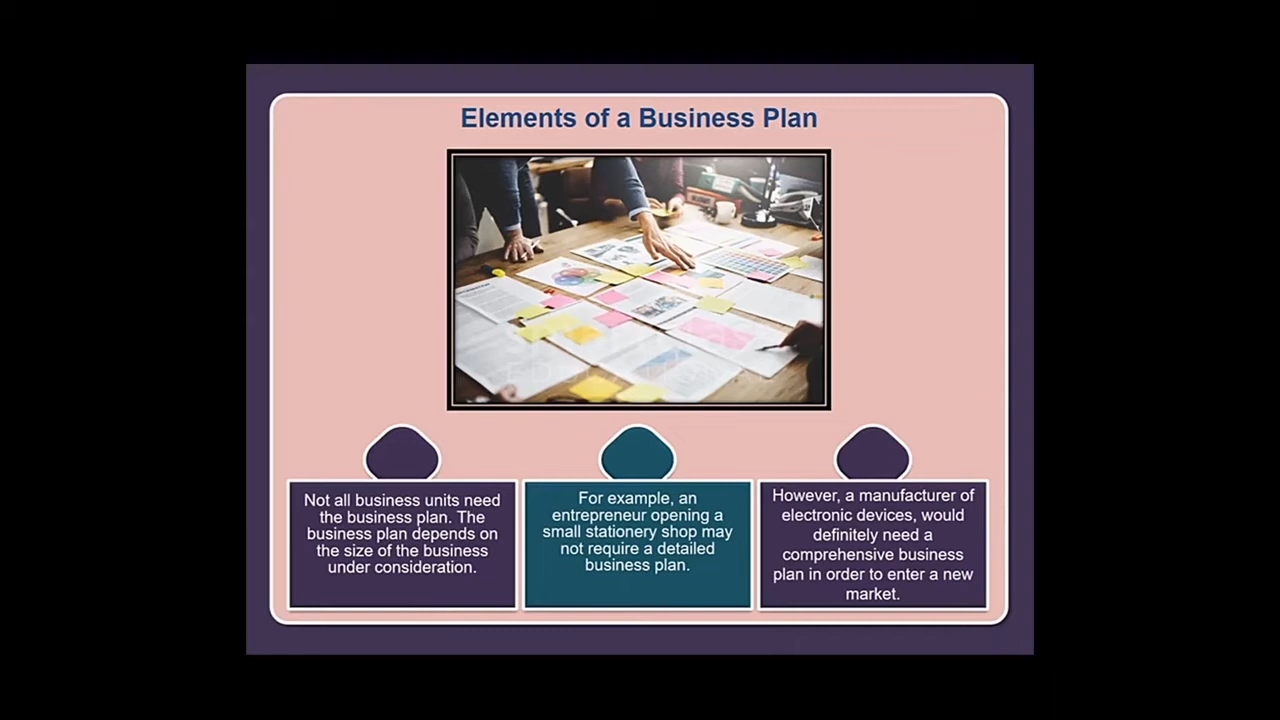 Elements of a Business Plan
Not all business units need
the business plan. The
business plan depends on
the size of the business
under consideration.
For example, an
entrepreneur opening a
small stationery shop may
not require a detailed
business plan.
However, a manufacturer of
electronic devices, would
definitely need a
comprehensive business
plan in order to enter a new
market.